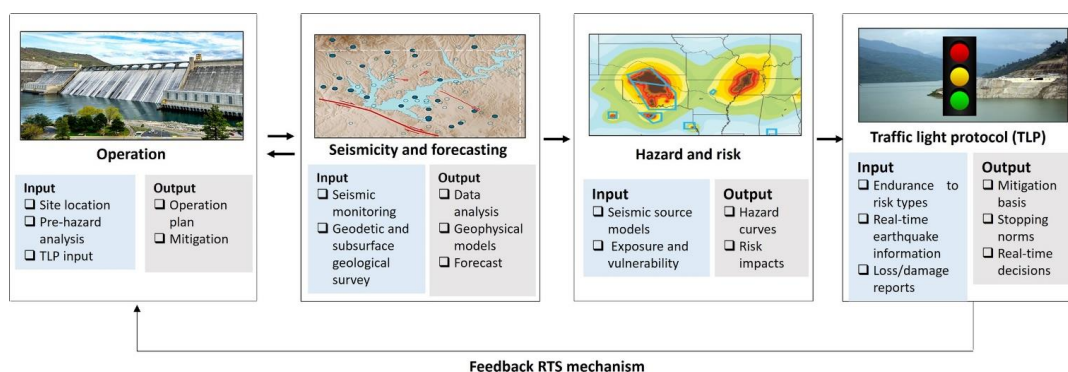 Operation
Input
❑ Site location
❑ Pre-hazard
analysis
❑ TLP input
Output
❑ Operation
plan
❑ Mitigation
Seismicity and forecasting
Input
❑ Seismic
monitoring
❑ Geodetic and
subsurface
geological
survey
Output
❑ Data
analysis
❑ Geophysical
models
❑ Forecast
Hazard and risk
Input
❑ Seismic source
models
❑ Exposure and
vulnerability
Output
❑ Hazard
curves
❑ Risk
impacts
Traffic light protocol (TLP)
Input
❑ Endurance to
risk types
❑ Real-time
earthquake
information
❑ Loss/damage
reports
Output
❑ Mitigation
basis
❑ Stopping
norms
❑ Real-time
decisions
Feedback RTS mechanism